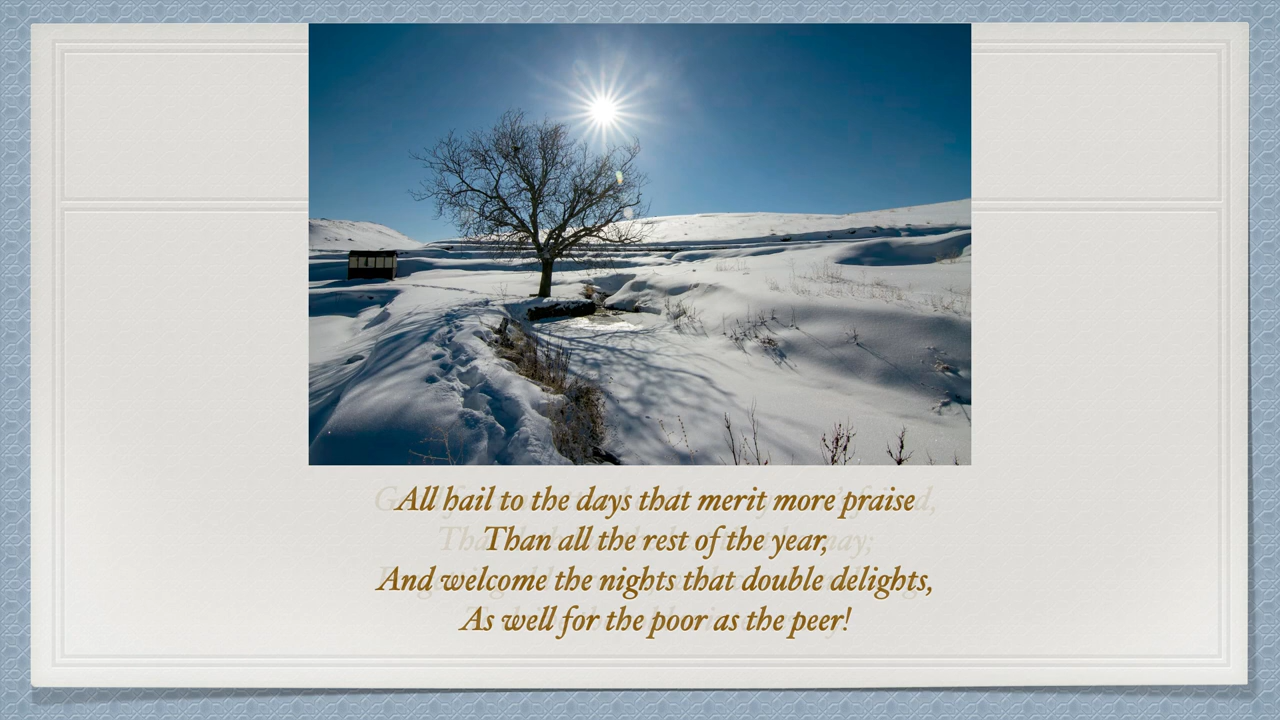 All hail to the days that merit more praise
Than all the rest of the year,
And welcome the nights that double delights,
As well for the poor as the peer!